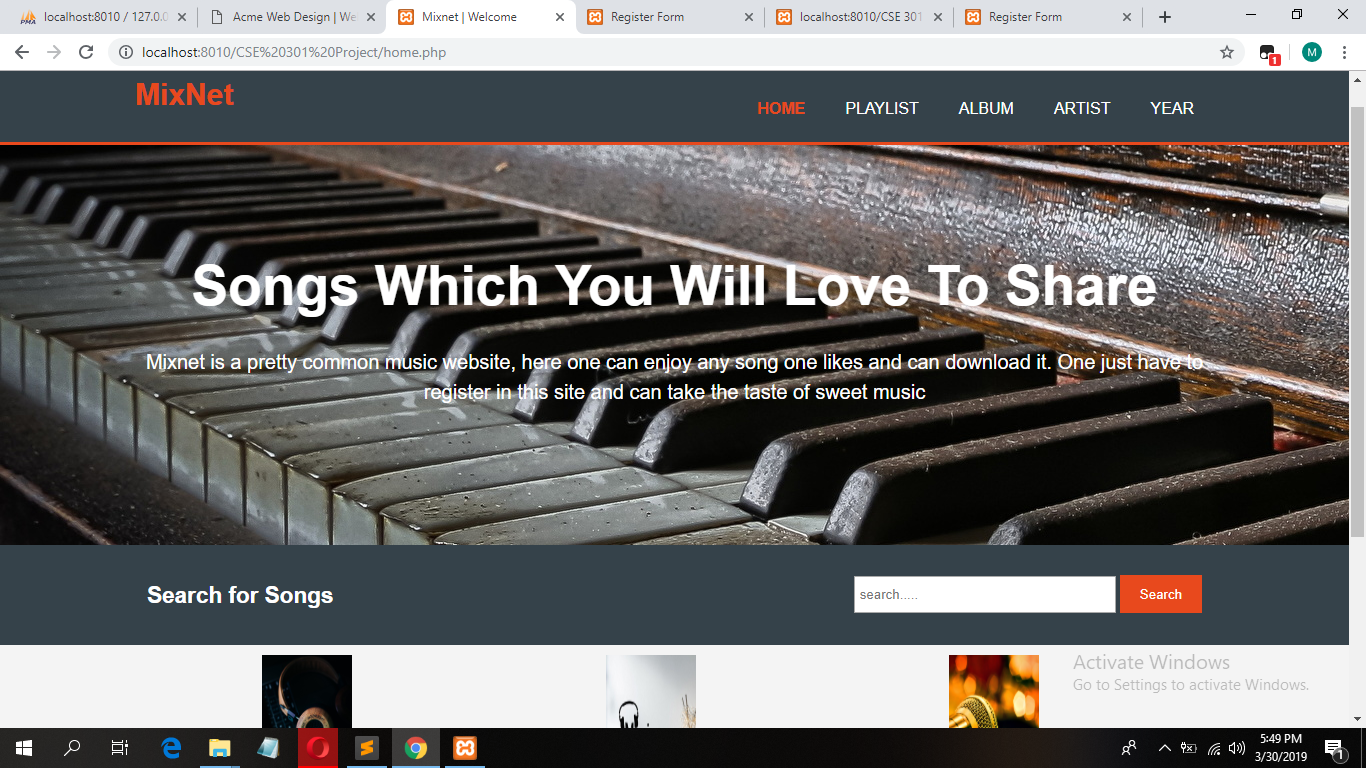 localhost:8010 / 127.0.0
Acme Web Design | We
Mixnet | Welcome
Register Form
localhost:8010/CSE 301
Register Form
localhost:8010/CSE%20301%20Project/home.php
1
M
MixNet
HOME
PLAYLIST
ALBUM
ARTIST
YEAR
Songs Which You Will Love To Share
Mixnet is a pretty common music website, here one can enjoy any song one likes and can download it. One just have to
register in this site and can take the taste of sweet music
Search for Songs
search.....
Search
Activate Windows
Go to Settings to activate Windows.
5:49 PM
3/30/2019
1